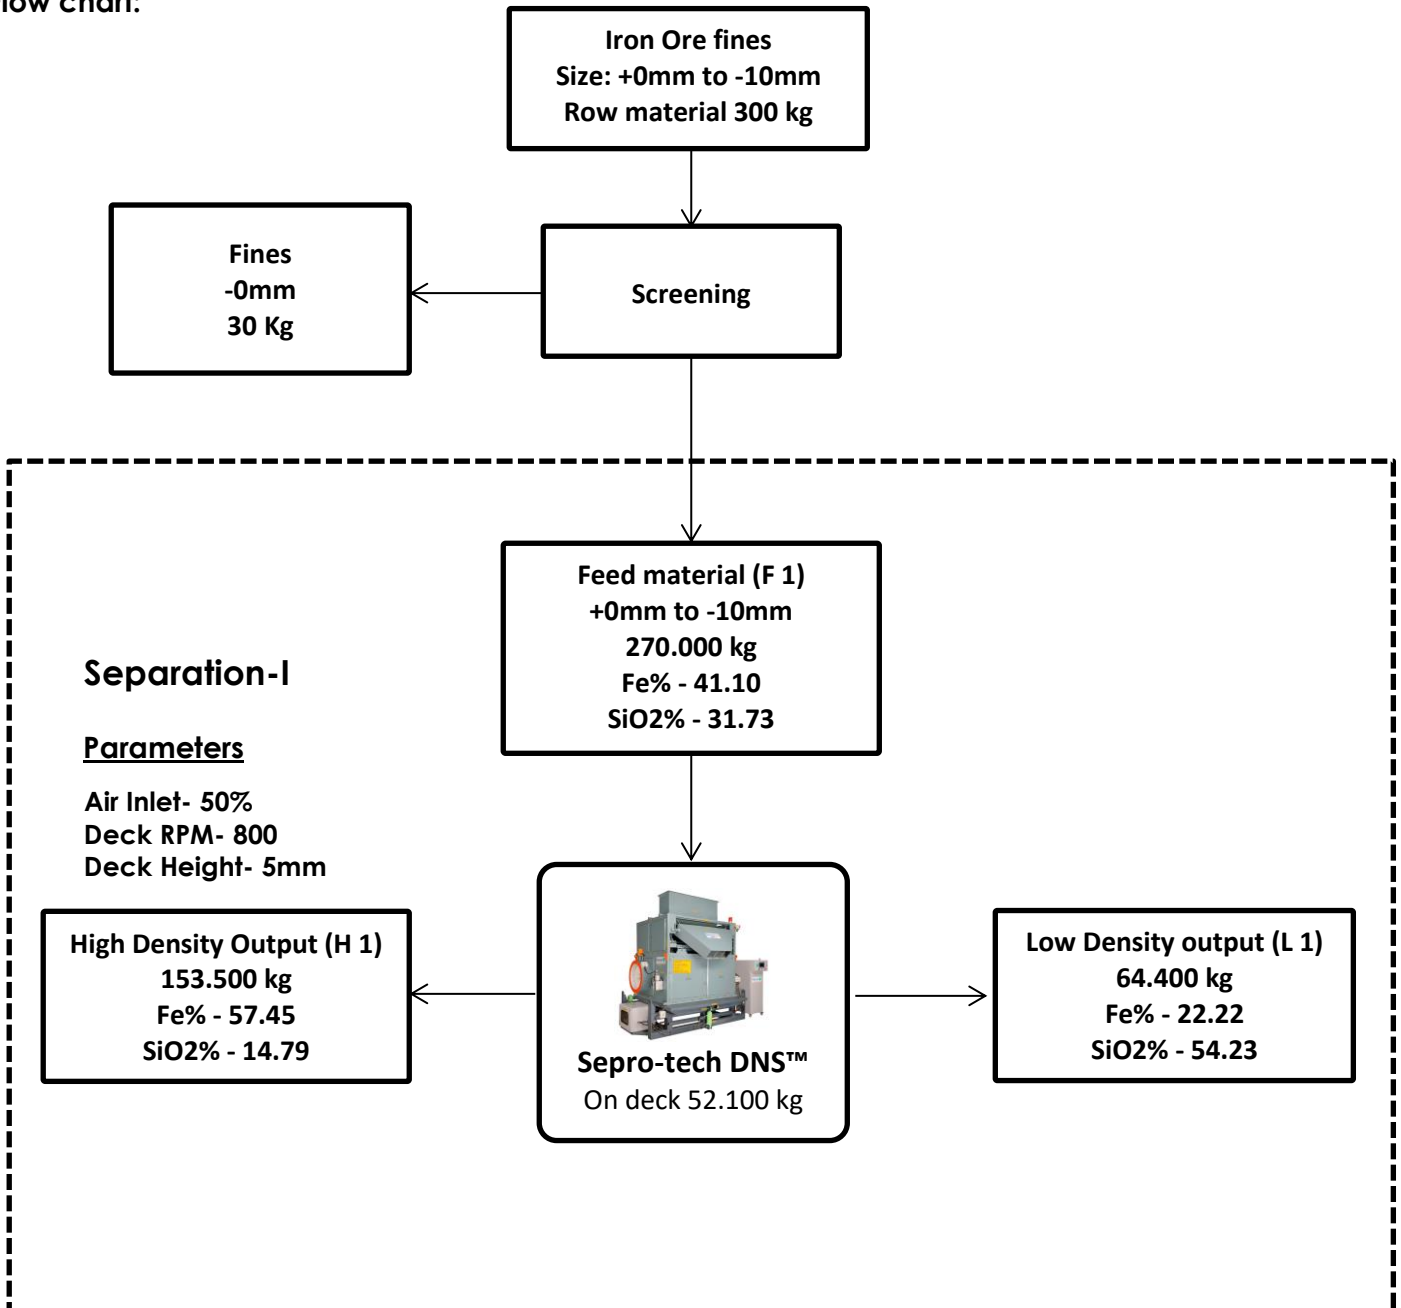 low chart:
Iron Ore fines
Size: +0mm to -10mm
Row material 300 kg
Fines
-0mm
30 Kg
Screening
Feed material (F 1)
+0mm to -10mm
270.000 kg
Fe% - 41.10
SiO2% - 31.73
Separation-I
Parameters
Air Inlet- 50%
Deck RPM- 800
Deck Height- 5mm
High Density Output (H 1)
153.500 kg
Fe% - 57.45
SiO2% - 14.79
Sepro-tech DNS™
On deck 52.100 kg
Low Density output (L 1)
64.400 kg
Fe% - 22.22
SiO2% - 54.23